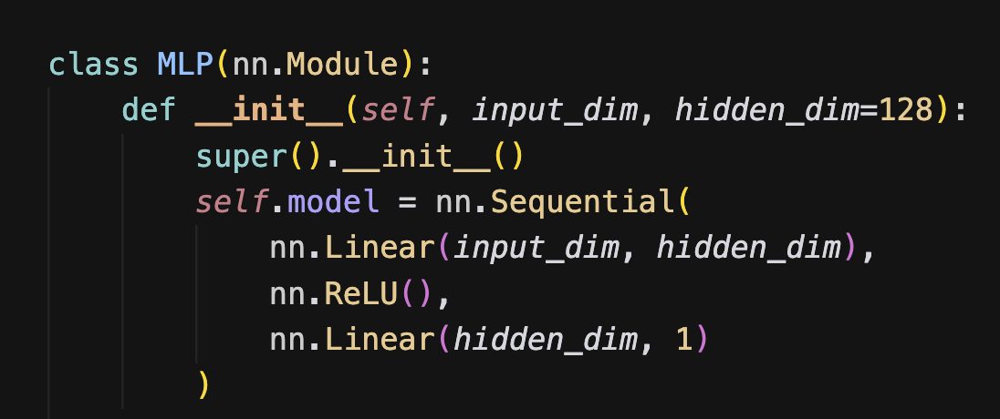 class MLP(nn.Module):
    def __init__(self, input_dim, hidden_dim=128):
        super().__init__()
        self.model = nn.Sequential(
            nn.Linear(input_dim, hidden_dim),
            nn.ReLU(),
            nn.Linear(hidden_dim, 1)
        )